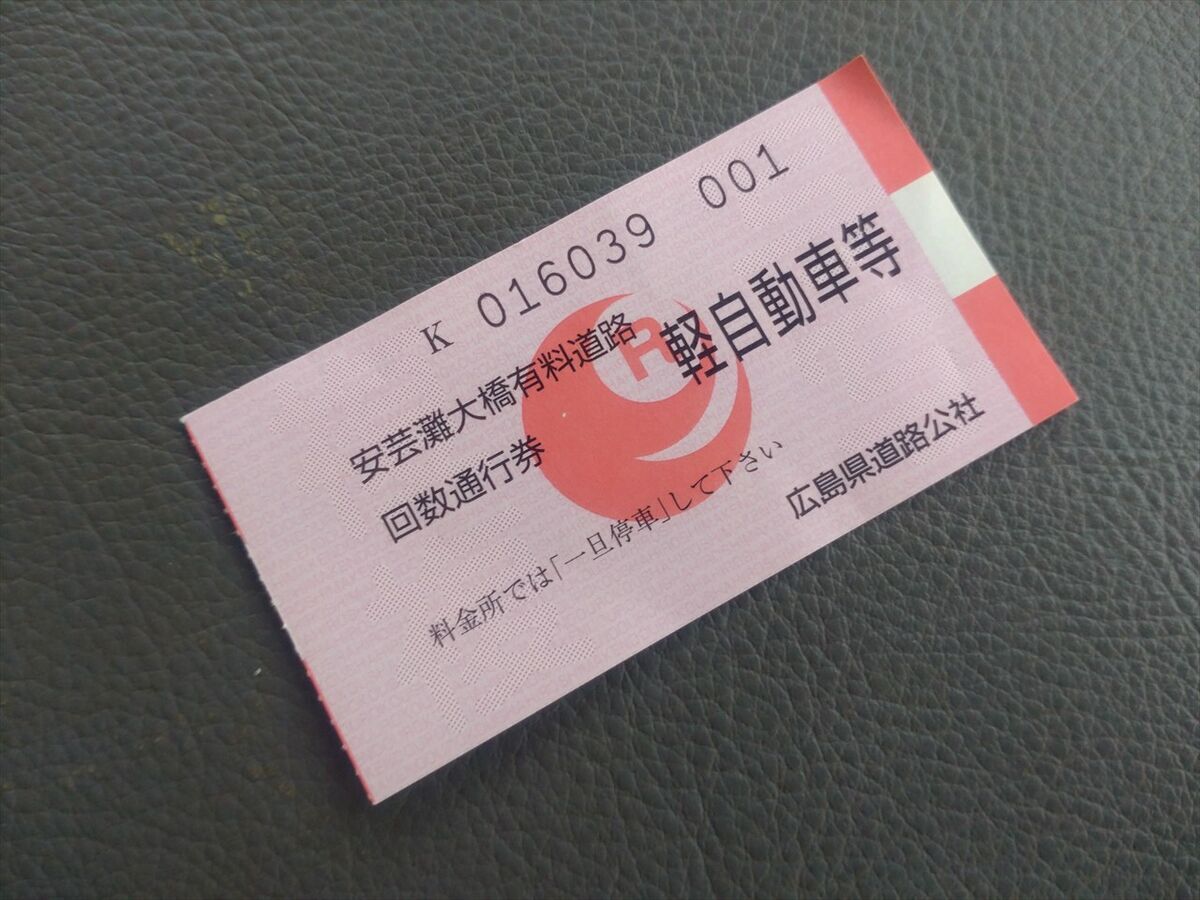 K 016039 001
安芸灘大橋有料道路
軽自動車等
回数通行券
料金所では「一旦停車」して下さい
広島県道路公社
R